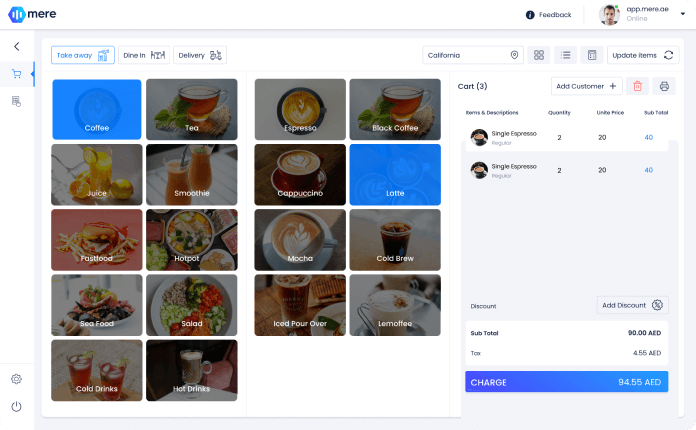 mere
Feedback
app.mere.ae
Online
Take away
Dine In
Delivery
California
Update items
Coffee
Tea
Juice
Smoothie
Fastfood
Hotpot
Sea Food
Salad
Cold Drinks
Hot Drinks
Espresso
Black Coffee
Cappuccino
Latte
Mocha
Cold Brew
Iced Pour Over
Lemoffee
Cart (3)
Add Customer +
Items & Descriptions Quantity Unite Price Sub Total
Single Espresso 2 20 40
Regular
Single Espresso 2 20 40
Regular
Discount Add Discount
Sub Total 90.00 AED
Tax 4.55 AED
CHARGE 94.55 AED